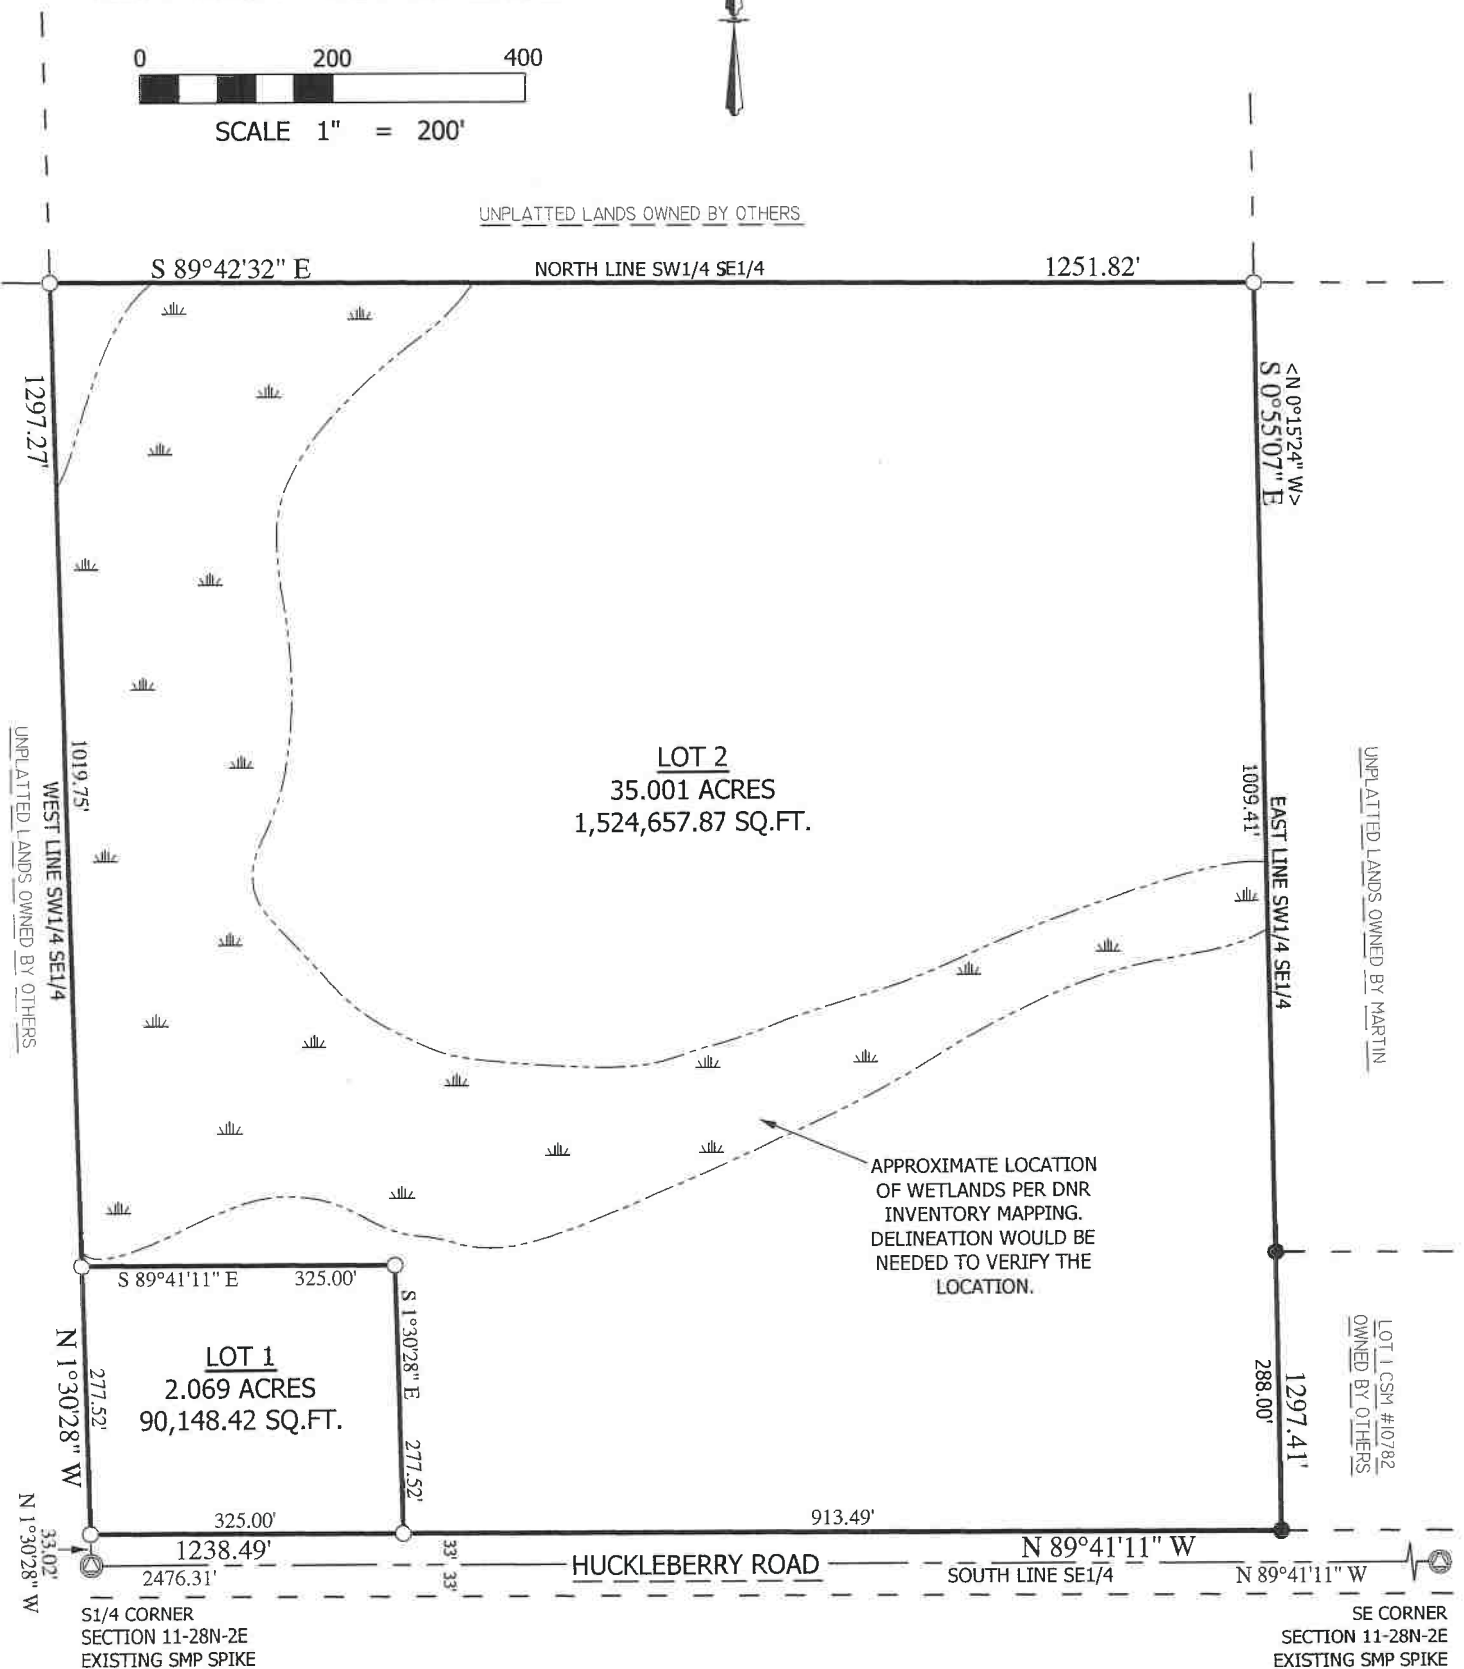 0 200 400
SCALE 1" = 200'
UNPLATTED LANDS OWNED BY OTHERS
S 89°42'32" E
NORTH LINE SW1/4 SE1/4
1251.82'
1297.27'
<N 0°15'24" W>
S 0°55'07" E
1019.75'
WEST LINE SW1/4 SE1/4
UNPLATTED LANDS OWNED BY OTHERS
LOT 2
35.001 ACRES
1,524,657.87 SQ.FT.
1009.41'
EAST LINE SW1/4 SE1/4
UNPLATTED LANDS OWNED BY MARTIN
APPROXIMATE LOCATION
OF WETLANDS PER DNR
INVENTORY MAPPING.
DELINEATION WOULD BE
NEEDED TO VERIFY THE
LOCATION.
S 89°41'11" E
325.00'
S 1°30'28" E
277.52'
N 1°30'28" W
277.52'
LOT 1
2.069 ACRES
90,148.42 SQ.FT.
288.00'
1297.41'
LOT 1 CSM #10782
OWNED BY OTHERS
325.00'
913.49'
1238.49'
N 89°41'11" W
33.02'
N 1°30'28" W
33'
33'
HUCKLEBERRY ROAD
2476.31'
SOUTH LINE SE1/4
N 89°41'11" W
S1/4 CORNER
SECTION 11-28N-2E
EXISTING SMP SPIKE
SE CORNER
SECTION 11-28N-2E
EXISTING SMP SPIKE